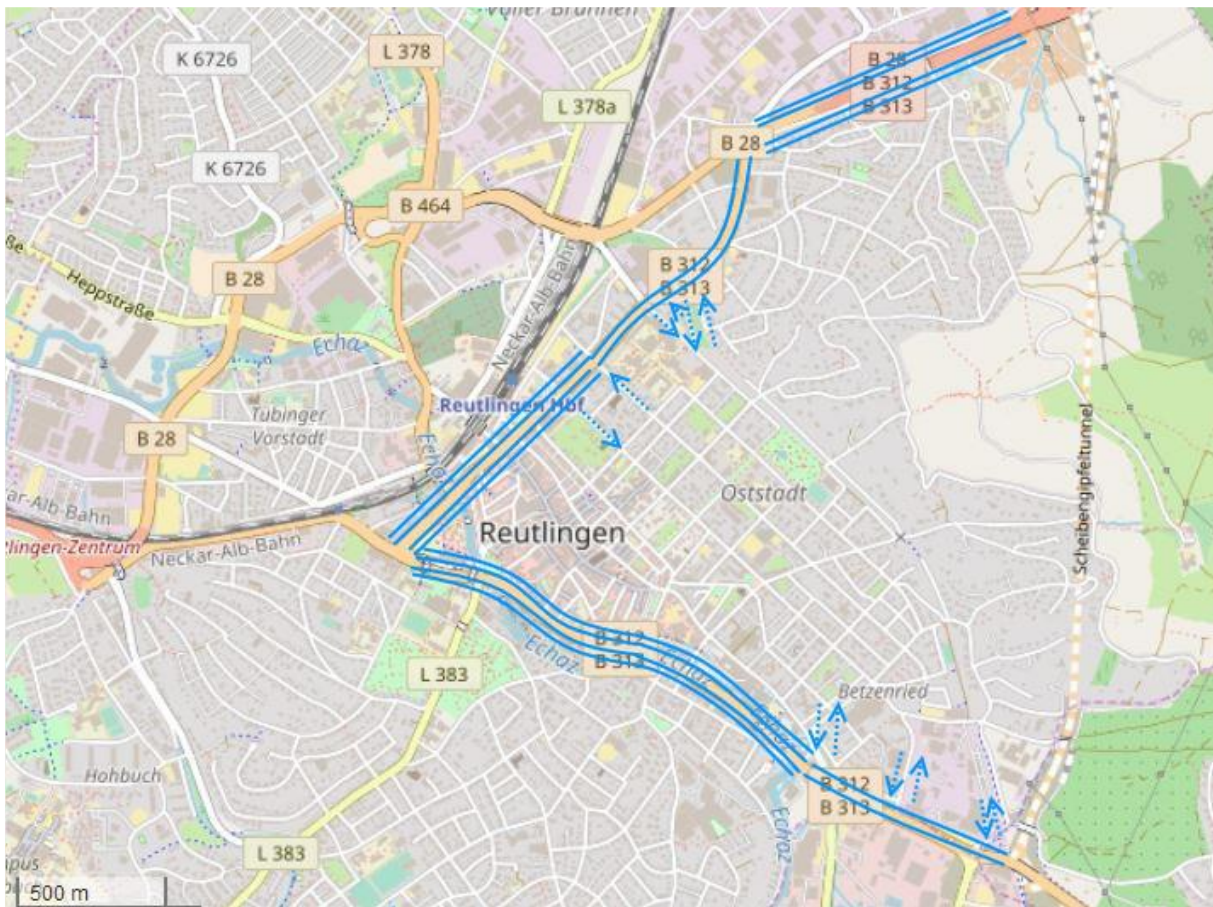 Voller Brunnen
K 6726
L 378
B 28
B 312
B 313
L 378a
B 28
K 6726
B 464
B 28
Heppstraße
Neckar-Alb-Bahn
B 312
B 313
Echaz
Reutlingen Hbf
Tübinger
Vorstadt
B 28
Echaz
Oststadt
Scheibengipfeltunnel
Reutlingen
Neckar-Alb-Bahn
B 312
B 313
Echaz
Echaz
L 383
Betzenried
Echaz
Hohbuch
B 312
B 313
Echaz
L 383
500 m